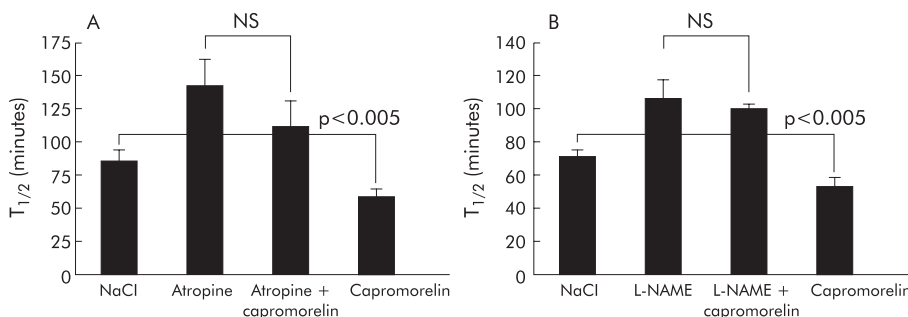 A
NS
175
150
125
100
75
50
25
0
T1/2 (minutes)
p<0.005
NaCl
Atropine
Atropine +
capromorelin
Capromorelin
B
NS
140
120
100
80
60
40
20
0
T1/2 (minutes)
p<0.005
NaCl
L-NAME
L-NAME +
capromorelin
Capromorelin